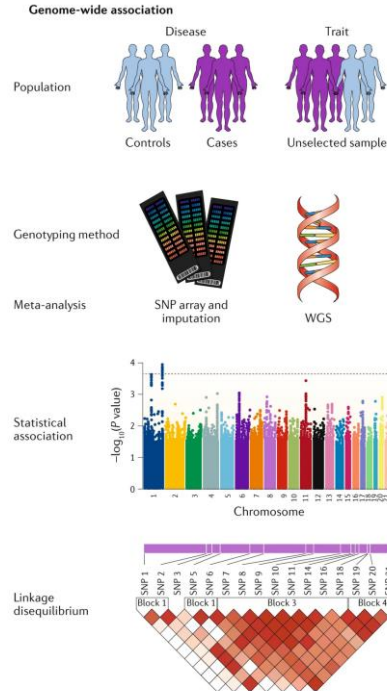 Genome-wide association
Disease
Trait
Population
Controls
Cases
Unselected sample
Genotyping method
Meta-analysis
SNP array and
imputation
WGS
Statistical
association
–log10(P value)
4
3
2
1
0
1 2 3 4 5 6 7 8 9 10 11 12 13 14 15 16 17 18 19 20
Chromosome
Linkage
disequilibrium
SNP 1
SNP 2
SNP 3
SNP 5
SNP 6
SNP 7
SNP 8
SNP 9
SNP 10
SNP 11
SNP 14
SNP 16
SNP 18
SNP 19
SNP 20
Block 1
Block 1
Block 3
Block 4